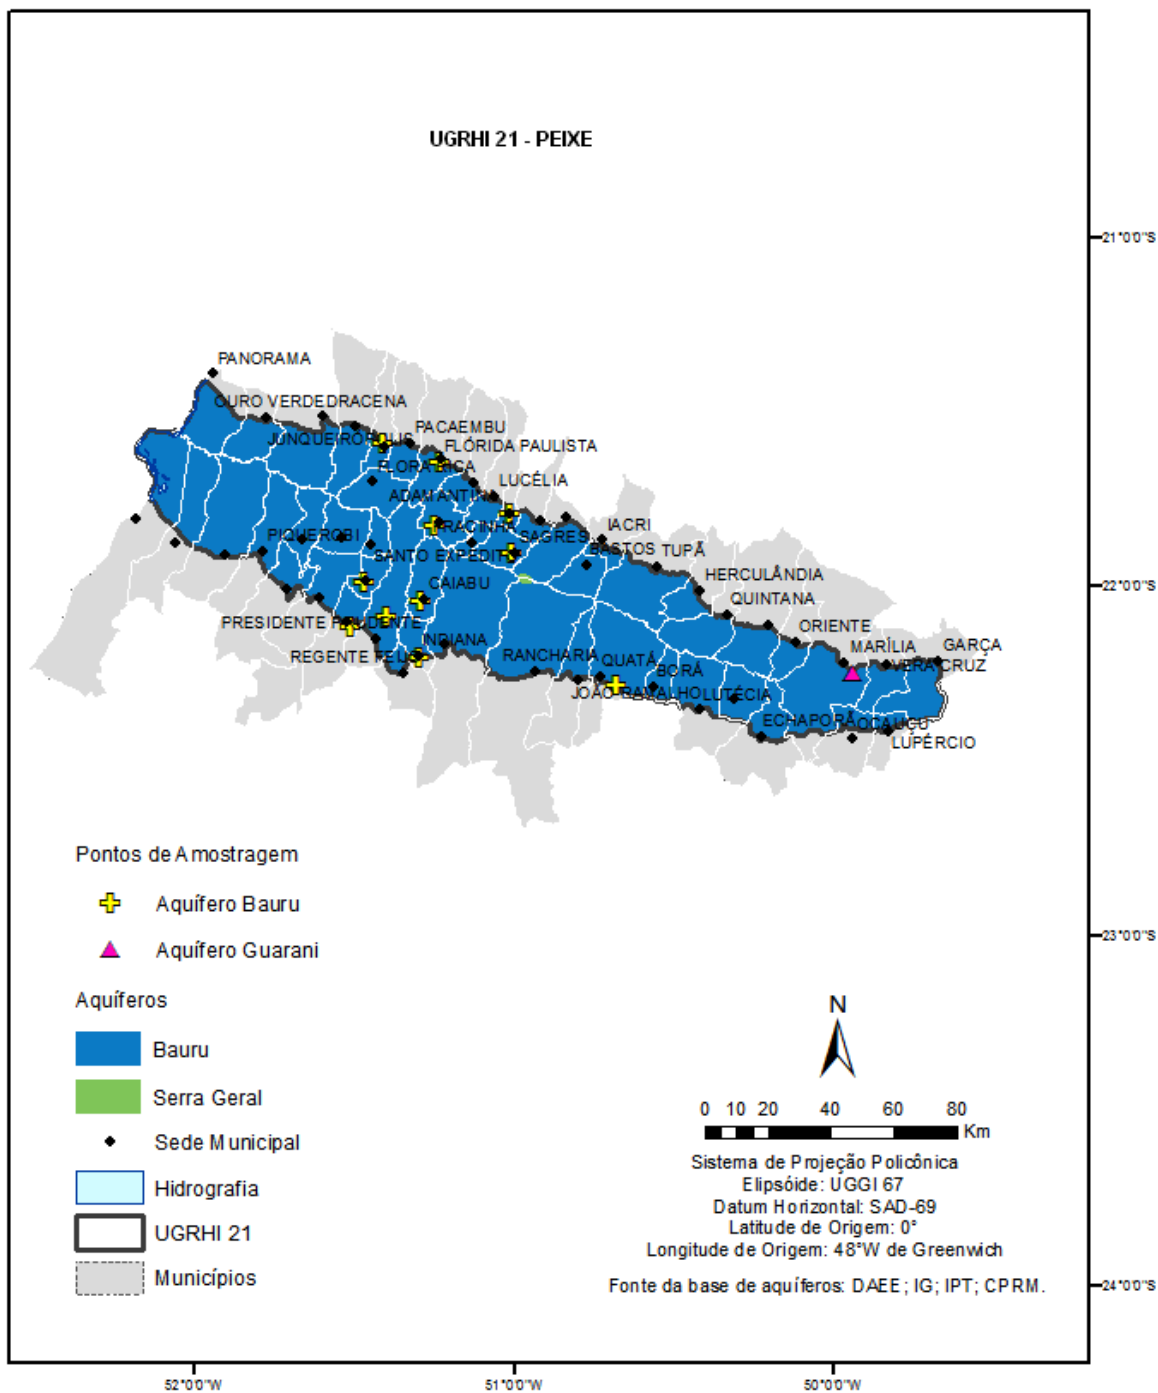 UGRHI 21 - PEIXE
21°0'0"S
PANORAMA
OURO VERDE
DRACENA
JUNQUEIRÓPOLIS
PACAEMBU
FLÓRIDA PAULISTA
FLORA RICA
LUCÉLIA
ADAMANTINA
PRACINHA
SAGRES
IACRI
PIQUEROBI
SANTO EXPEDITO
BASTOS
TUPÃ
CAIABU
HERCULÂNDIA
22°0'0"S
QUINTANA
PRESIDENTE PRUDENTE
ORIENTE
INDIANA
REGENTE FEIJÓ
RANCHARIA
QUATÁ
MARÍLIA
GARÇA
VERA CRUZ
BORÁ
JOÃO RAMALHO
LUTÉCIA
ECHAPORÃ
OCAUÇU
LUPÉRCIO
Pontos de Amostragem
Aquífero Bauru
Aquífero Guarani
23°0'0"S
Aquíferos
Bauru
Serra Geral
Sede Municipal
Hidrografia
UGRHI 21
Municípios
N
0 10 20 40 60 80
Km
Sistema de Projeção Policônica
Elipsóide: UGGI 67
Datum Horizontal: SAD-69
Latitude de Origem: 0°
Longitude de Origem: 48°W de Greenwich
Fonte da base de aquíferos: DAEE; IG; IPT; CPRM.
24°0'0"S
52°0'0"W
51°0'0"W
50°0'0"W